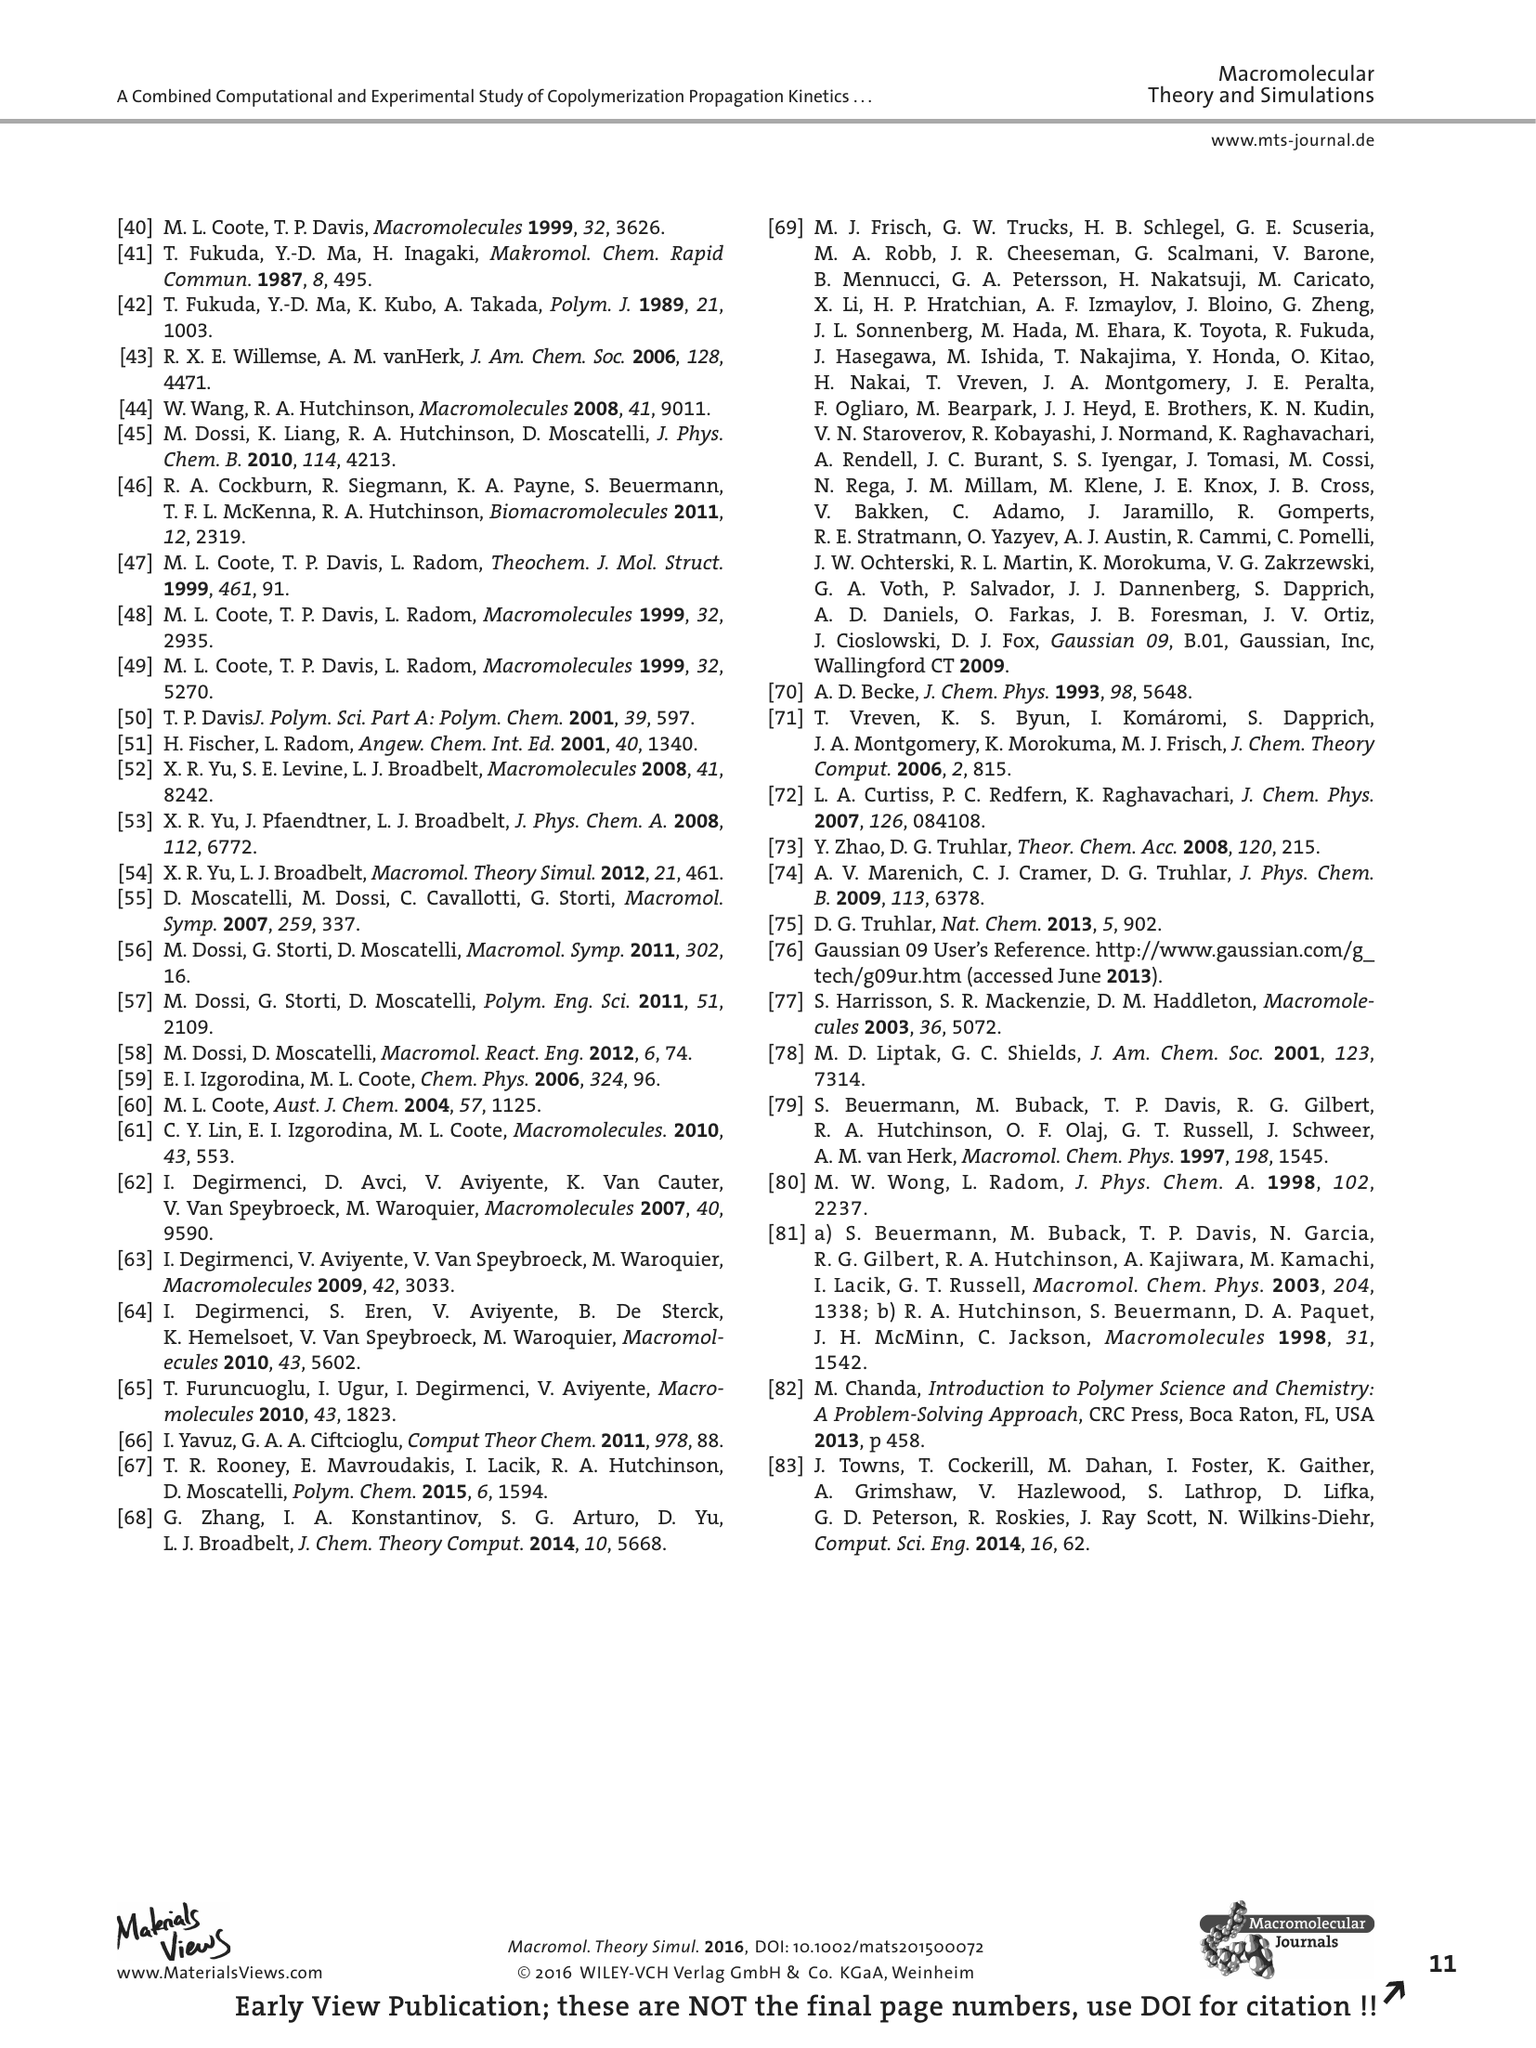 A Combined Computational and Experimental Study of Copolymerization Propagation Kinetics . . .
Macromolecular
Theory and Simulations
www.mts-journal.de
[40] M. L. Coote, T. P. Davis, Macromolecules 1999, 32, 3626.
[41] T. Fukuda, Y.-D. Ma, H. Inagaki, Makromol. Chem. Rapid
Commun. 1987, 8, 495.
[42] T. Fukuda, Y.-D. Ma, K. Kubo, A. Takada, Polym. J. 1989, 21,
1003.
[43] R. X. E. Willemse, A. M. vanHerk, J. Am. Chem. Soc. 2006, 128,
4471.
[44] W. Wang, R. A. Hutchinson, Macromolecules 2008, 41, 9011.
[45] M. Dossi, K. Liang, R. A. Hutchinson, D. Moscatelli, J. Phys.
Chem. B. 2010, 114, 4213.
[46] R. A. Cockburn, R. Siegmann, K. A. Payne, S. Beuermann,
T. F. L. McKenna, R. A. Hutchinson, Biomacromolecules 2011,
12, 2319.
[47] M. L. Coote, T. P. Davis, L. Radom, Theochem. J. Mol. Struct.
1999, 461, 91.
[48] M. L. Coote, T. P. Davis, L. Radom, Macromolecules 1999, 32,
2935.
[49] M. L. Coote, T. P. Davis, L. Radom, Macromolecules 1999, 32,
5270.
[50] T. P. DavisJ. Polym. Sci. Part A: Polym. Chem. 2001, 39, 597.
[51] H. Fischer, L. Radom, Angew. Chem. Int. Ed. 2001, 40, 1340.
[52] X. R. Yu, S. E. Levine, L. J. Broadbelt, Macromolecules 2008, 41,
8242.
[53] X. R. Yu, J. Pfaendtner, L. J. Broadbelt, J. Phys. Chem. A. 2008,
112, 6772.
[54] X. R. Yu, L. J. Broadbelt, Macromol. Theory Simul. 2012, 21, 461.
[55] D. Moscatelli, M. Dossi, C. Cavallotti, G. Storti, Macromol.
Symp. 2007, 259, 337.
[56] M. Dossi, G. Storti, D. Moscatelli, Macromol. Symp. 2011, 302,
16.
[57] M. Dossi, G. Storti, D. Moscatelli, Polym. Eng. Sci. 2011, 51,
2109.
[58] M. Dossi, D. Moscatelli, Macromol. React. Eng. 2012, 6, 74.
[59] E. I. Izgorodina, M. L. Coote, Chem. Phys. 2006, 324, 96.
[60] M. L. Coote, Aust. J. Chem. 2004, 57, 1125.
[61] C. Y. Lin, E. I. Izgorodina, M. L. Coote, Macromolecules. 2010,
43, 553.
[62] I. Degirmenci, D. Avci, V. Aviyente, K. Van Cauter,
V. Van Speybroeck, M. Waroquier, Macromolecules 2007, 40,
9590.
[63] I. Degirmenci, V. Aviyente, V. Van Speybroeck, M. Waroquier,
Macromolecules 2009, 42, 3033.
[64] I. Degirmenci, S. Eren, V. Aviyente, B. De Sterck,
K. Hemelsoet, V. Van Speybroeck, M. Waroquier, Macromol-
ecules 2010, 43, 5602.
[65] T. Furuncuoglu, I. Ugur, I. Degirmenci, V. Aviyente, Macro-
molecules 2010, 43, 1823.
[66] I. Yavuz, G. A. A. Ciftcioglu, Comput Theor Chem. 2011, 978, 88.
[67] T. R. Rooney, E. Mavroudakis, I. Lacik, R. A. Hutchinson,
D. Moscatelli, Polym. Chem. 2015, 6, 1594.
[68] G. Zhang, I. A. Konstantinov, S. G. Arturo, D. Yu,
L. J. Broadbelt, J. Chem. Theory Comput. 2014, 10, 5668.
[69] M. J. Frisch, G. W. Trucks, H. B. Schlegel, G. E. Scuseria,
M. A. Robb, J. R. Cheeseman, G. Scalmani, V. Barone,
B. Mennucci, G. A. Petersson, H. Nakatsuji, M. Caricato,
X. Li, H. P. Hratchian, A. F. Izmaylov, J. Bloino, G. Zheng,
J. L. Sonnenberg, M. Hada, M. Ehara, K. Toyota, R. Fukuda,
J. Hasegawa, M. Ishida, T. Nakajima, Y. Honda, O. Kitao,
H. Nakai, T. Vreven, J. A. Montgomery, J. E. Peralta,
F. Ogliaro, M. Bearpark, J. J. Heyd, E. Brothers, K. N. Kudin,
V. N. Staroverov, R. Kobayashi, J. Normand, K. Raghavachari,
A. Rendell, J. C. Burant, S. S. Iyengar, J. Tomasi, M. Cossi,
N. Rega, J. M. Millam, M. Klene, J. E. Knox, J. B. Cross,
V. Bakken, C. Adamo, J. Jaramillo, R. Gomperts,
R. E. Stratmann, O. Yazyev, A. J. Austin, R. Cammi, C. Pomelli,
J. W. Ochterski, R. L. Martin, K. Morokuma, V. G. Zakrzewski,
G. A. Voth, P. Salvador, J. J. Dannenberg, S. Dapprich,
A. D. Daniels, O. Farkas, J. B. Foresman, J. V. Ortiz,
J. Cioslowski, D. J. Fox, Gaussian 09, B.01, Gaussian, Inc,
Wallingford CT 2009.
[70] A. D. Becke, J. Chem. Phys. 1993, 98, 5648.
[71] T. Vreven, K. S. Byun, I. Komáromi, S. Dapprich,
J. A. Montgomery, K. Morokuma, M. J. Frisch, J. Chem. Theory
Comput. 2006, 2, 815.
[72] L. A. Curtiss, P. C. Redfern, K. Raghavachari, J. Chem. Phys.
2007, 126, 084108.
[73] Y. Zhao, D. G. Truhlar, Theor. Chem. Acc. 2008, 120, 215.
[74] A. V. Marenich, C. J. Cramer, D. G. Truhlar, J. Phys. Chem.
B. 2009, 113, 6378.
[75] D. G. Truhlar, Nat. Chem. 2013, 5, 902.
[76] Gaussian 09 User’s Reference. http://www.gaussian.com/g_
tech/g09ur.htm (accessed June 2013).
[77] S. Harrisson, S. R. Mackenzie, D. M. Haddleton, Macromole-
cules 2003, 36, 5072.
[78] M. D. Liptak, G. C. Shields, J. Am. Chem. Soc. 2001, 123,
7314.
[79] S. Beuermann, M. Buback, T. P. Davis, R. G. Gilbert,
R. A. Hutchinson, O. F. Olaj, G. T. Russell, J. Schweer,
A. M. van Herk, Macromol. Chem. Phys. 1997, 198, 1545.
[80] M. W. Wong, L. Radom, J. Phys. Chem. A. 1998, 102,
2237.
[81] a) S. Beuermann, M. Buback, T. P. Davis, N. Garcia,
R. G. Gilbert, R. A. Hutchinson, A. Kajiwara, M. Kamachi,
I. Lacik, G. T. Russell, Macromol. Chem. Phys. 2003, 204,
1338; b) R. A. Hutchinson, S. Beuermann, D. A. Paquet,
J. H. McMinn, C. Jackson, Macromolecules 1998, 31,
1542.
[82] M. Chanda, Introduction to Polymer Science and Chemistry:
A Problem-Solving Approach, CRC Press, Boca Raton, FL, USA
2013, p 458.
[83] J. Towns, T. Cockerill, M. Dahan, I. Foster, K. Gaither,
A. Grimshaw, V. Hazlewood, S. Lathrop, D. Lifka,
G. D. Peterson, R. Roskies, J. Ray Scott, N. Wilkins-Diehr,
Comput. Sci. Eng. 2014, 16, 62.
Materials
Views
www.MaterialsViews.com
Macromol. Theory Simul. 2016, DOI: 10.1002/mats201500072
© 2016 WILEY-VCH Verlag GmbH & Co. KGaA, Weinheim
Macromolecular
Journals
11
Early View Publication; these are NOT the final page numbers, use DOI for citation !!